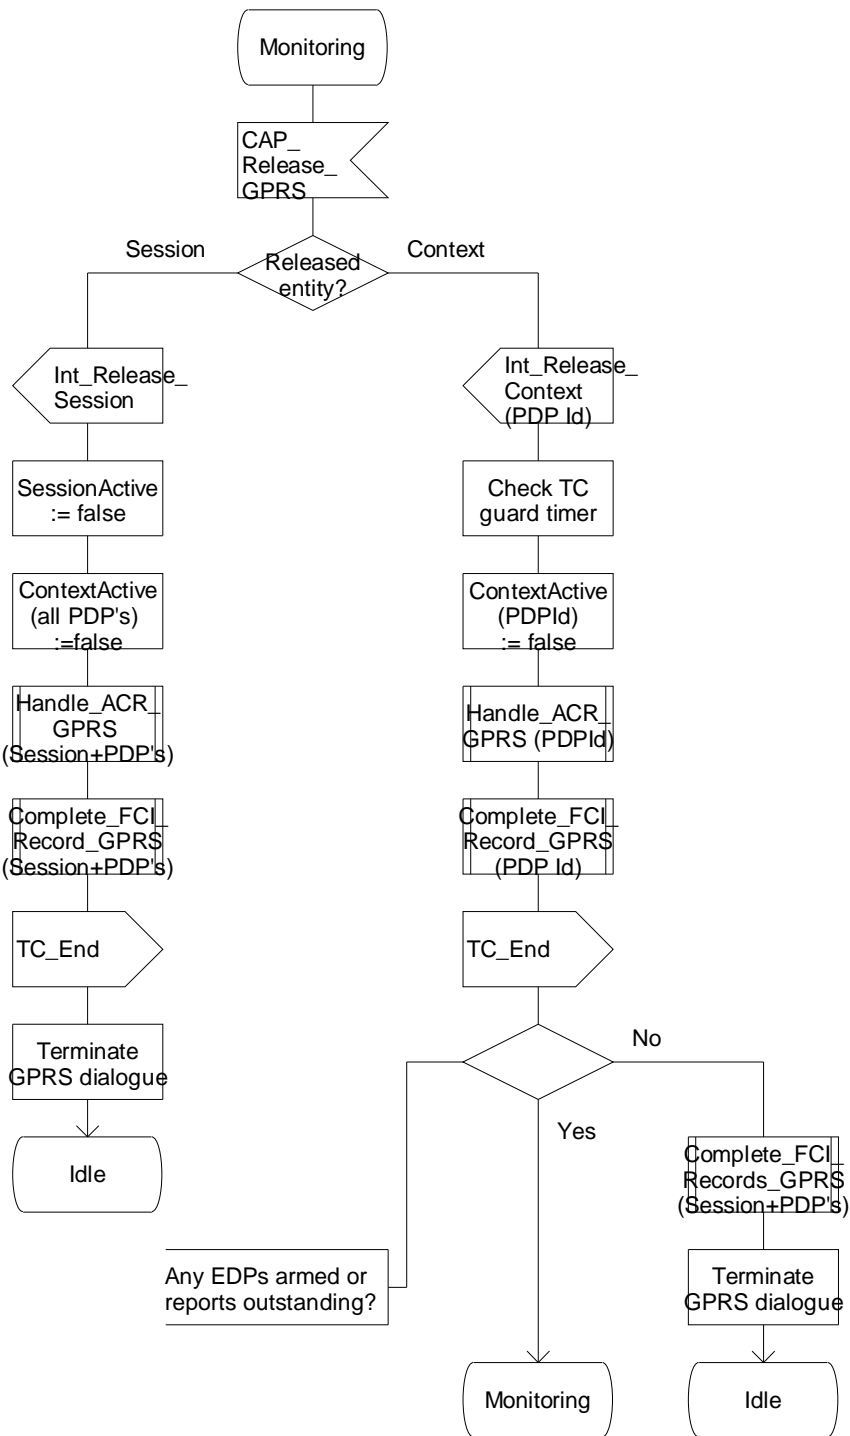 Monitoring
CAP_
Release_
GPRS
Session
Released
entity?
Context
Int_Release_
Session
Int_Release_
Context
(PDP Id)
SessionActive
:= false
Check TC
guard timer
ContextActive
(all PDP's)
:=false
ContextActive
(PDPId)
:= false
Handle_ACR_
GPRS
(Session+PDP's)
Handle_ACR_
GPRS (PDPId)
Complete_FCI_
Record_GPRS
(Session+PDP's)
Complete_FCI_
Record_GPRS
(PDP Id)
TC_End
TC_End
Terminate
GPRS dialogue
No
Yes
Idle
Complete_FCI_
Records_GPRS
(Session+PDP's)
Any EDPs armed or
reports outstanding?
Terminate
GPRS dialogue
Monitoring
Idle